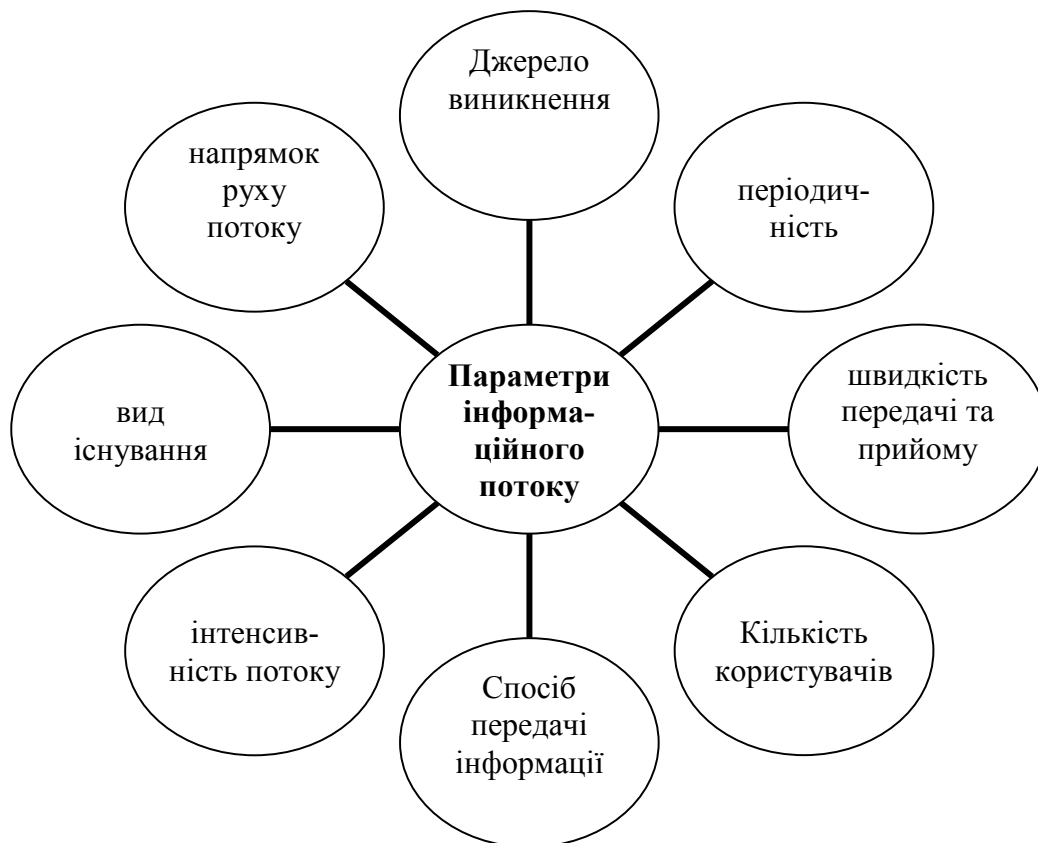 Джерело
виникнення
напрямок
руху
потоку
періодич-
ність
Параметри
інформа-
ційного
потоку
вид
існування
швидкість
передачі та
прийому
інтенсив-
ність потоку
Кількість
користувачів
Спосіб
передачі
інформації